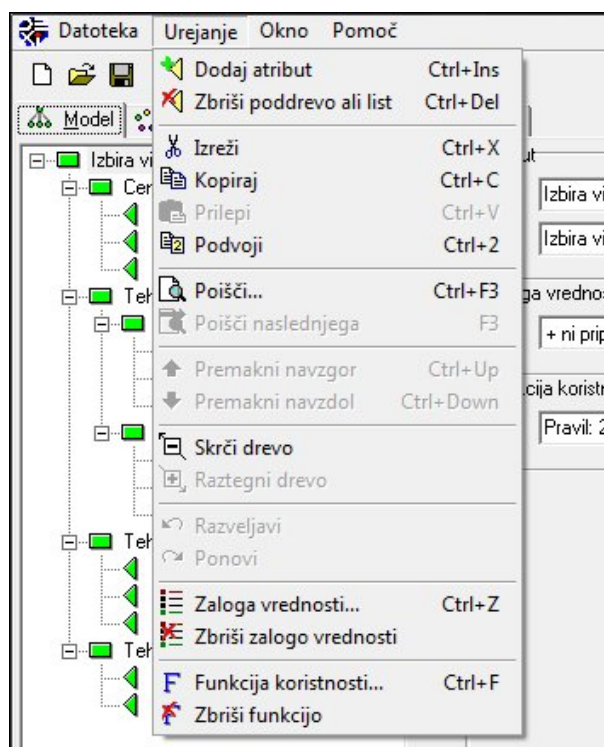 Datoteka Urejanje Okno Pomoč
Model
Dodaj atribut Ctrl+Ins
Zbriši poddrevo ali list Ctrl+Del
Izreži Ctrl+X
Kopiraj Ctrl+C
Prilepi Ctrl+V
Podvoji Ctrl+2
Poišči... Ctrl+F3
Poišči naslednjega F3
Premakni navzgor Ctrl+Up
Premakni navzdol Ctrl+Down
Skrči drevo
Raztegni drevo
Razveljavi
Ponovi
Zaloga vrednosti... Ctrl+Z
Zbriši zalogo vrednosti
Funkcija koristnosti... Ctrl+F
Zbriši funkcijo
Izbira vi
Cer
Teh
Teh
Teh
ut
Izbira vi
Izbira vi
ga vrednos
+ ni prip
cija koristn
Pravil: 2